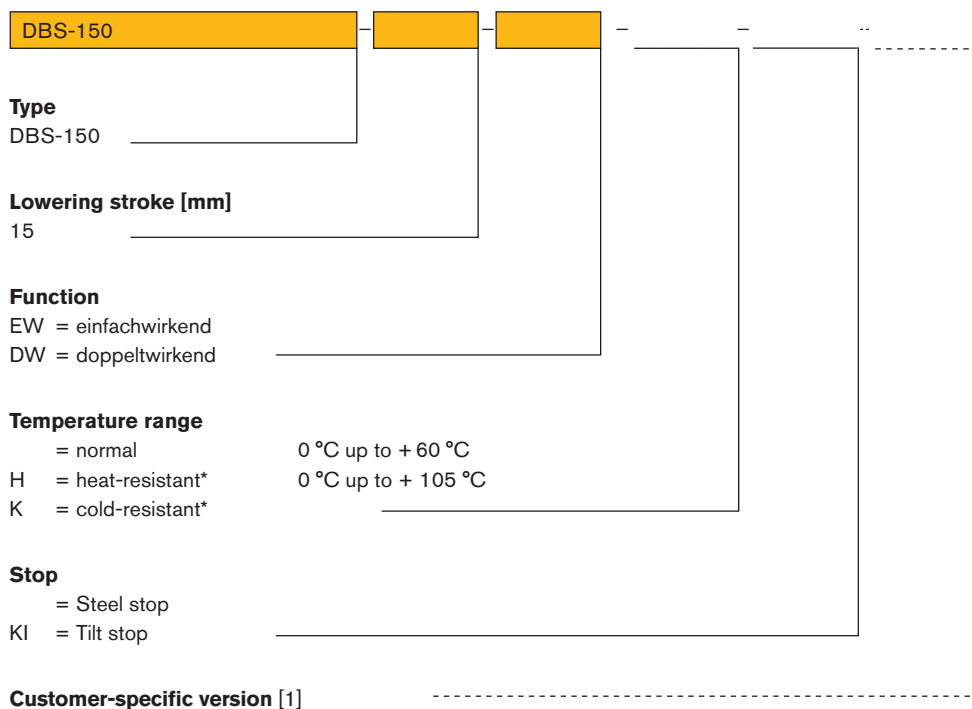 DBS-150 – – – – --
Type
DBS-150
Lowering stroke [mm]
15
Function
EW = einfachwirkend
DW = doppeltwirkend
Temperature range
= normal 0 °C up to + 60 °C
H = heat-resistant* 0 °C up to + 105 °C
K = cold-resistant*
Stop
= Steel stop
KI = Tilt stop
Customer-specific version [1]